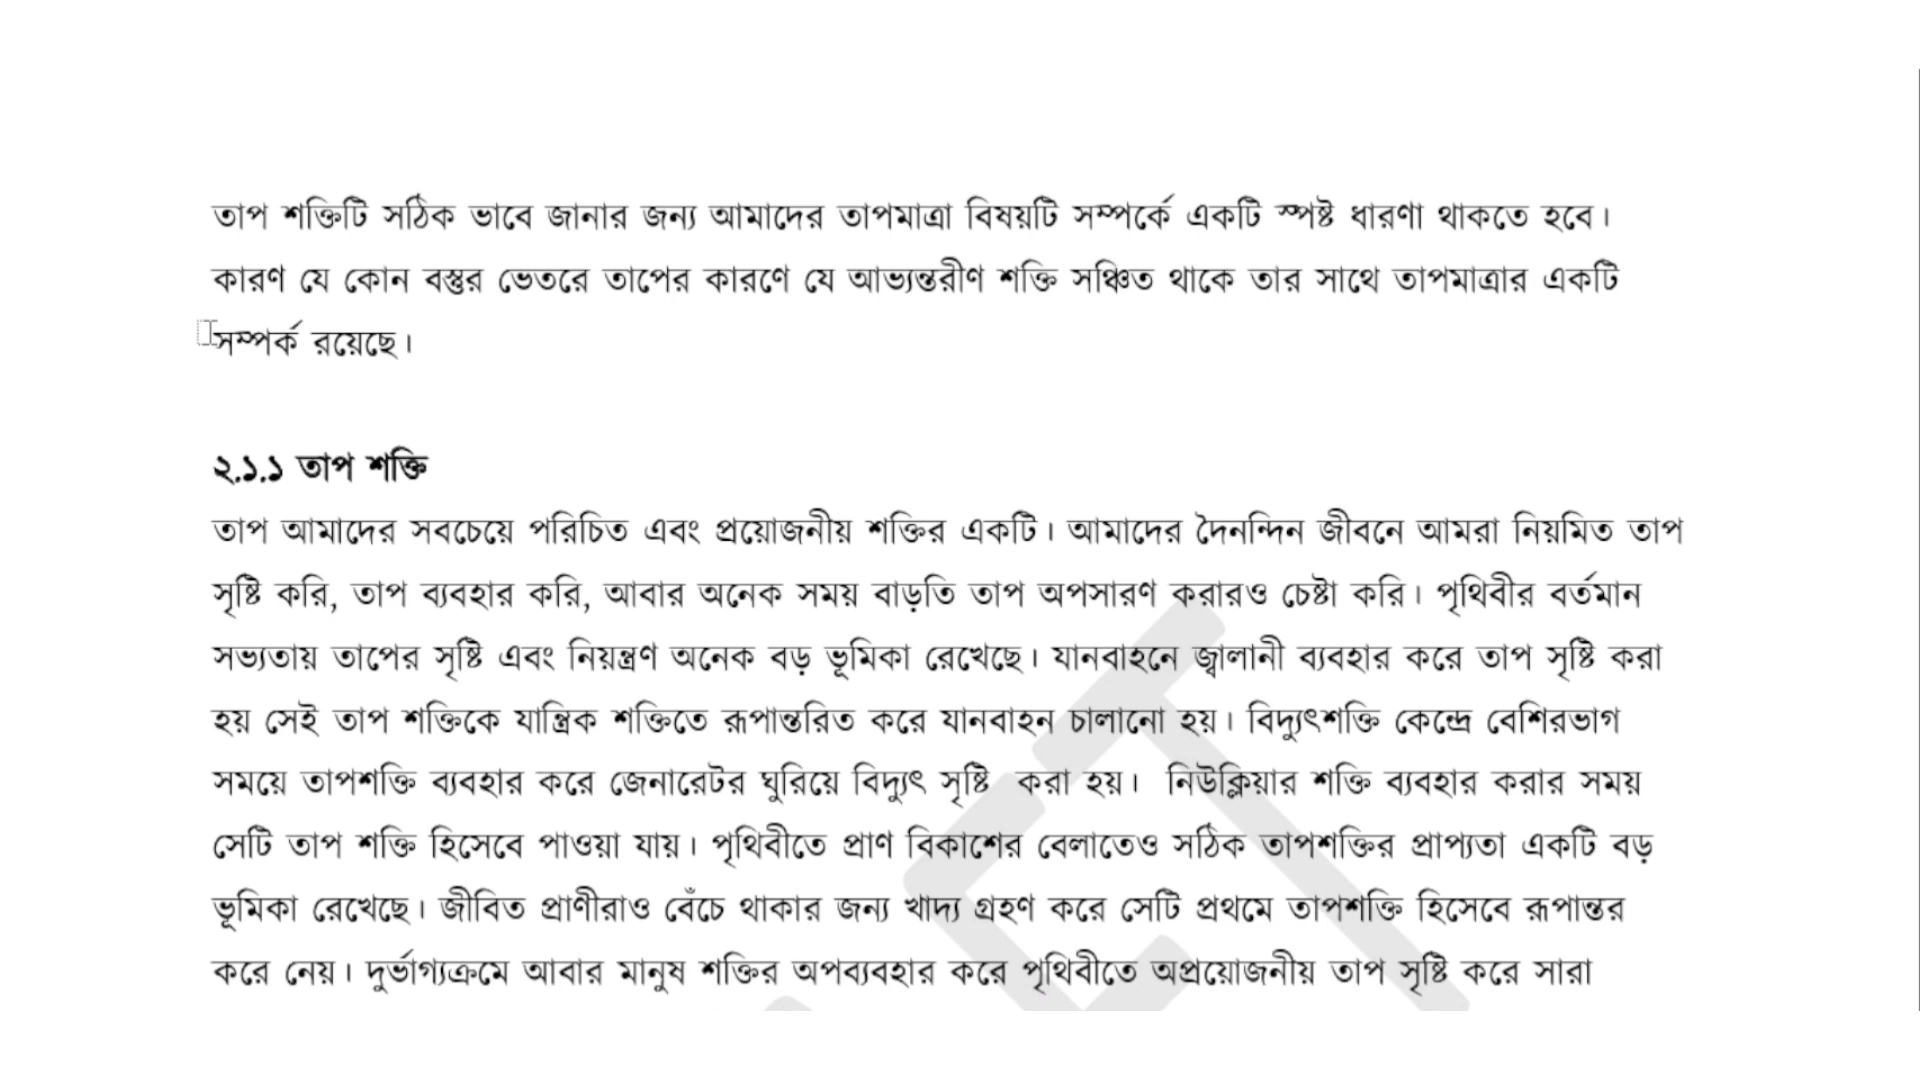 তাপ শক্তিটি সঠিক ভাবে জানার জন্য আমাদের তাপমাত্রা বিষয়টি সম্পর্কে একটি স্পষ্ট ধারণা থাকতে হবে।
কারণ যে কোন বস্তুর ভেতরে তাপের কারণে যে আভ্যন্তরীণ শক্তি সঞ্চিত থাকে তার সাথে তাপমাত্রার একটি
সম্পর্ক রয়েছে।
২.১.১ তাপ শক্তি
তাপ আমাদের সবচেয়ে পরিচিত এবং প্রয়োজনীয় শক্তির একটি। আমাদের দৈনন্দিন জীবনে আমরা নিয়মিত তাপ
সৃষ্টি করি, তাপ ব্যবহার করি, আবার অনেক সময় বাড়তি তাপ অপসারণ করারও চেষ্টা করি। পৃথিবীর বর্তমান
সভ্যতায় তাপের সৃষ্টি এবং নিয়ন্ত্রণ অনেক বড় ভূমিকা রেখেছে। যানবাহনে জ্বালানী ব্যবহার করে তাপ সৃষ্টি করা
হয় সেই তাপ শক্তিকে যান্ত্রিক শক্তিতে রূপান্তরিত করে যানবাহন চালানো হয়। বিদ্যুৎশক্তি কেন্দ্রে বেশিরভাগ
সময়ে তাপশক্তি ব্যবহার করে জেনারেটর ঘুরিয়ে বিদ্যুৎ সৃষ্টি করা হয়। নিউক্লিয়ার শক্তি ব্যবহার করার সময়
সেটি তাপ শক্তি হিসেবে পাওয়া যায়। পৃথিবীতে প্রাণ বিকাশের বেলাতেও সঠিক তাপশক্তির প্রাপ্যতা একটি বড়
ভূমিকা রেখেছে। জীবিত প্রাণীরাও বেঁচে থাকার জন্য খাদ্য গ্রহণ করে সেটি প্রথমে তাপশক্তি হিসেবে রূপান্তর
করে নেয়। দুর্ভাগ্যক্রমে আবার মানুষ শক্তির অপব্যবহার করে পৃথিবীতে অপ্রয়োজনীয় তাপ সৃষ্টি করে সারা